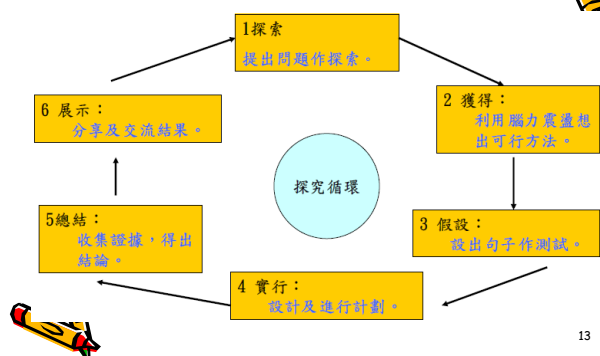 1探索
提出問題作探索。
2 獲得：
利用腦力震盪想
出可行方法。
3 假設：
設出句子作測試。
4 實行：
設計及進行計劃。
5總結：
收集證據，得出
結論。
6 展示：
分享及交流結果。
探究循環
13